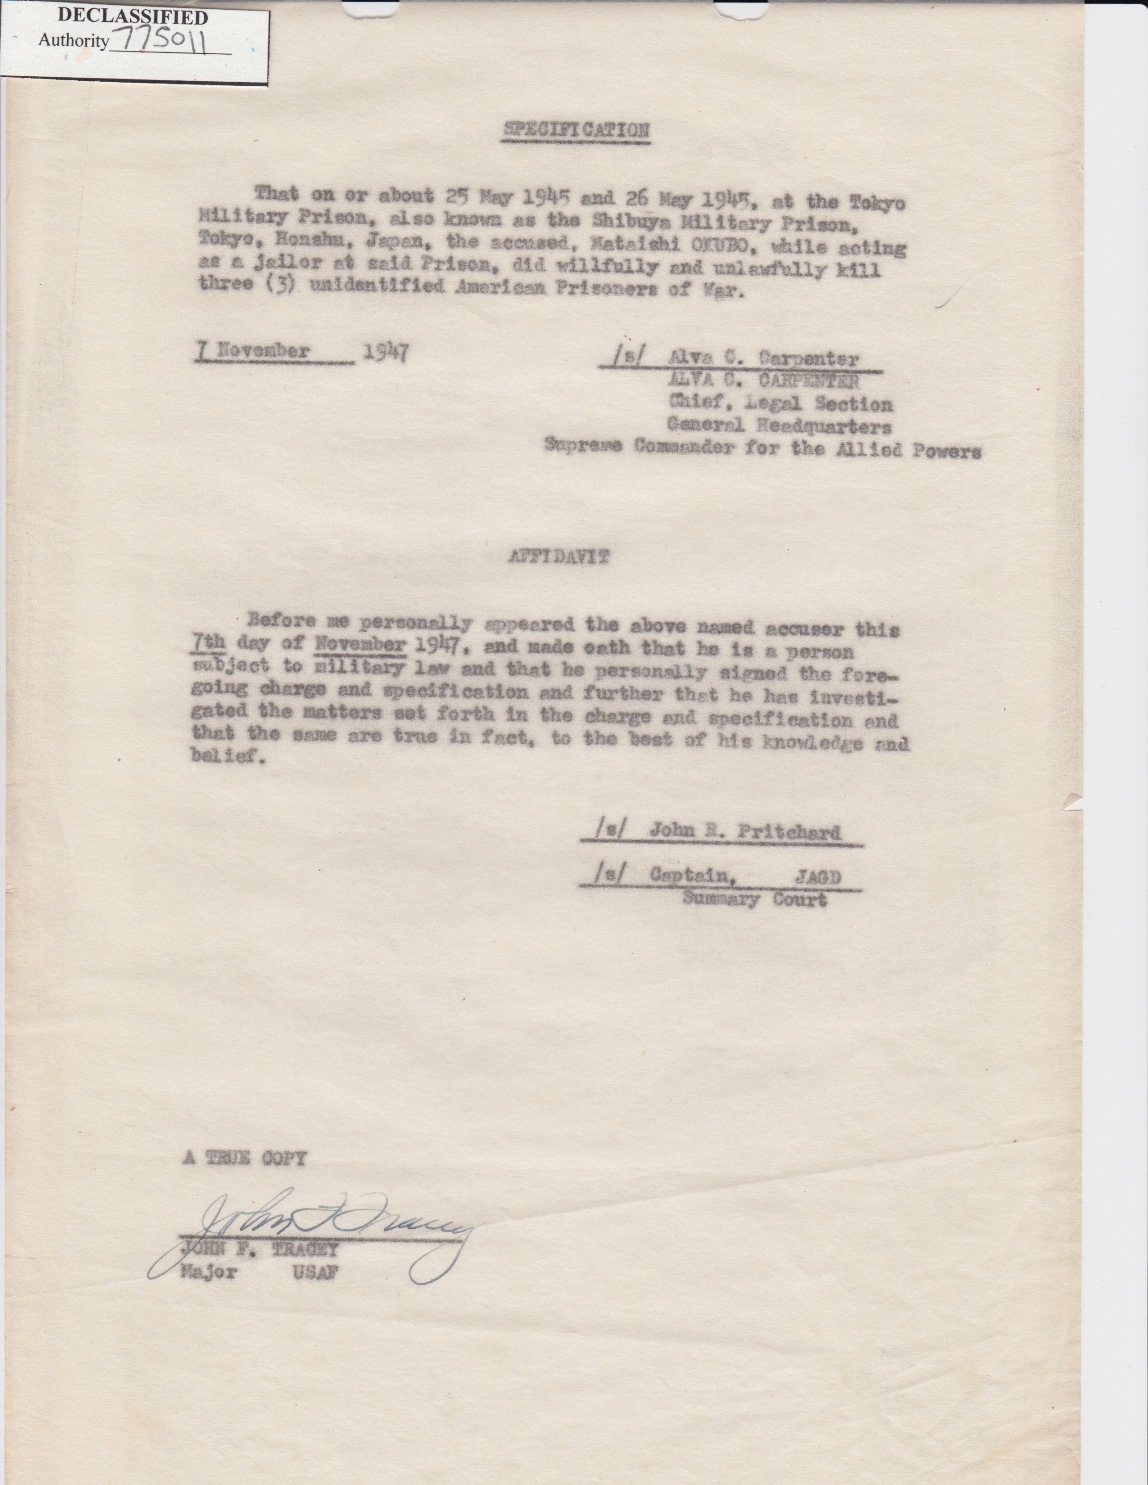 DECLASSIFIED
Authority 775011
SPECIFICATION
That on or about 25 May 1945 and 26 May 1945, at the Tokyo
Military Prison, also known as the Shibuya Military Prison,
Tokyo, Honshu, Japan, the accused, Mataishi OKUBO, while acting
as a jailor at said Prison, did willfully and unlawfully kill
three (3) unidentified American Prisoners of War.
7 November 1947 /s/ Alva C. Carpenter
ALVA C. CARPENTER
Chief, Legal Section
General Headquarters
Supreme Commander for the Allied Powers
AFFIDAVIT
Before me personally appeared the above named accuser this
7th day of November 1947, and made oath that he is a person
subject to military law and that he personally signed the fore-
going charge and specification and further that he has investi-
gated the matters set forth in the charge and specification and
that the same are true in fact, to the best of his knowledge and
belief.
/s/ John R. Pritchard
/s/ Captain, JAGD
Summary Court
A TRUE COPY
John F Tracey
JOHN F. TRACEY
Major USAF